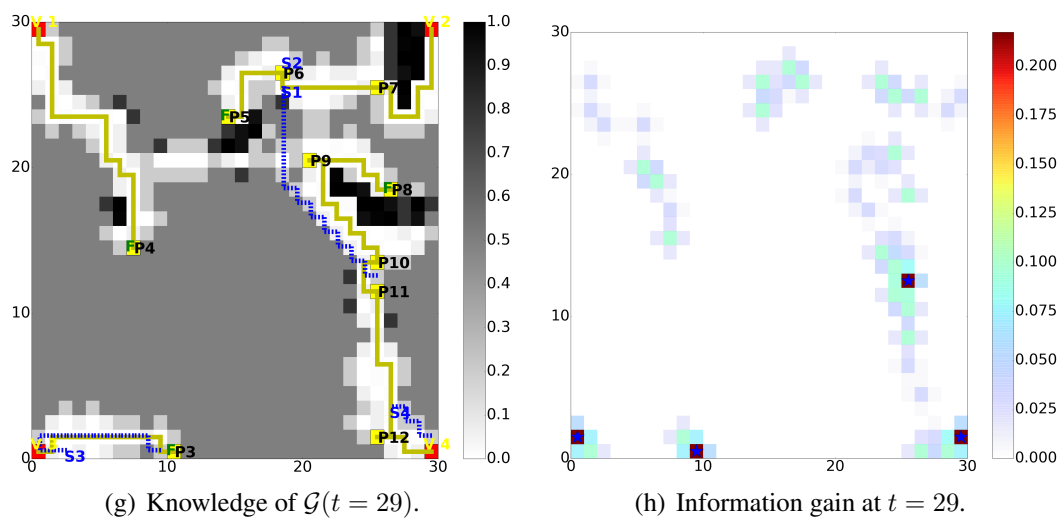 30
V 1
V 2
1.0
S2
P6
P7
S1
0.9
F
P5
0.8
20
P9
F
P8
0.7
0.6
F
P4
0.5
P10
P11
0.4
10
0.3
0.2
S4
P12
0.1
V
F
P3
4
0
S3
0
10
20
30
0.0
(g) Knowledge of 𝒢(t = 29).
30
0.200
0.175
20
0.150
0.125
0.100
10
0.075
0.050
0.025
0
0
10
20
30
0.000
(h) Information gain at t = 29.